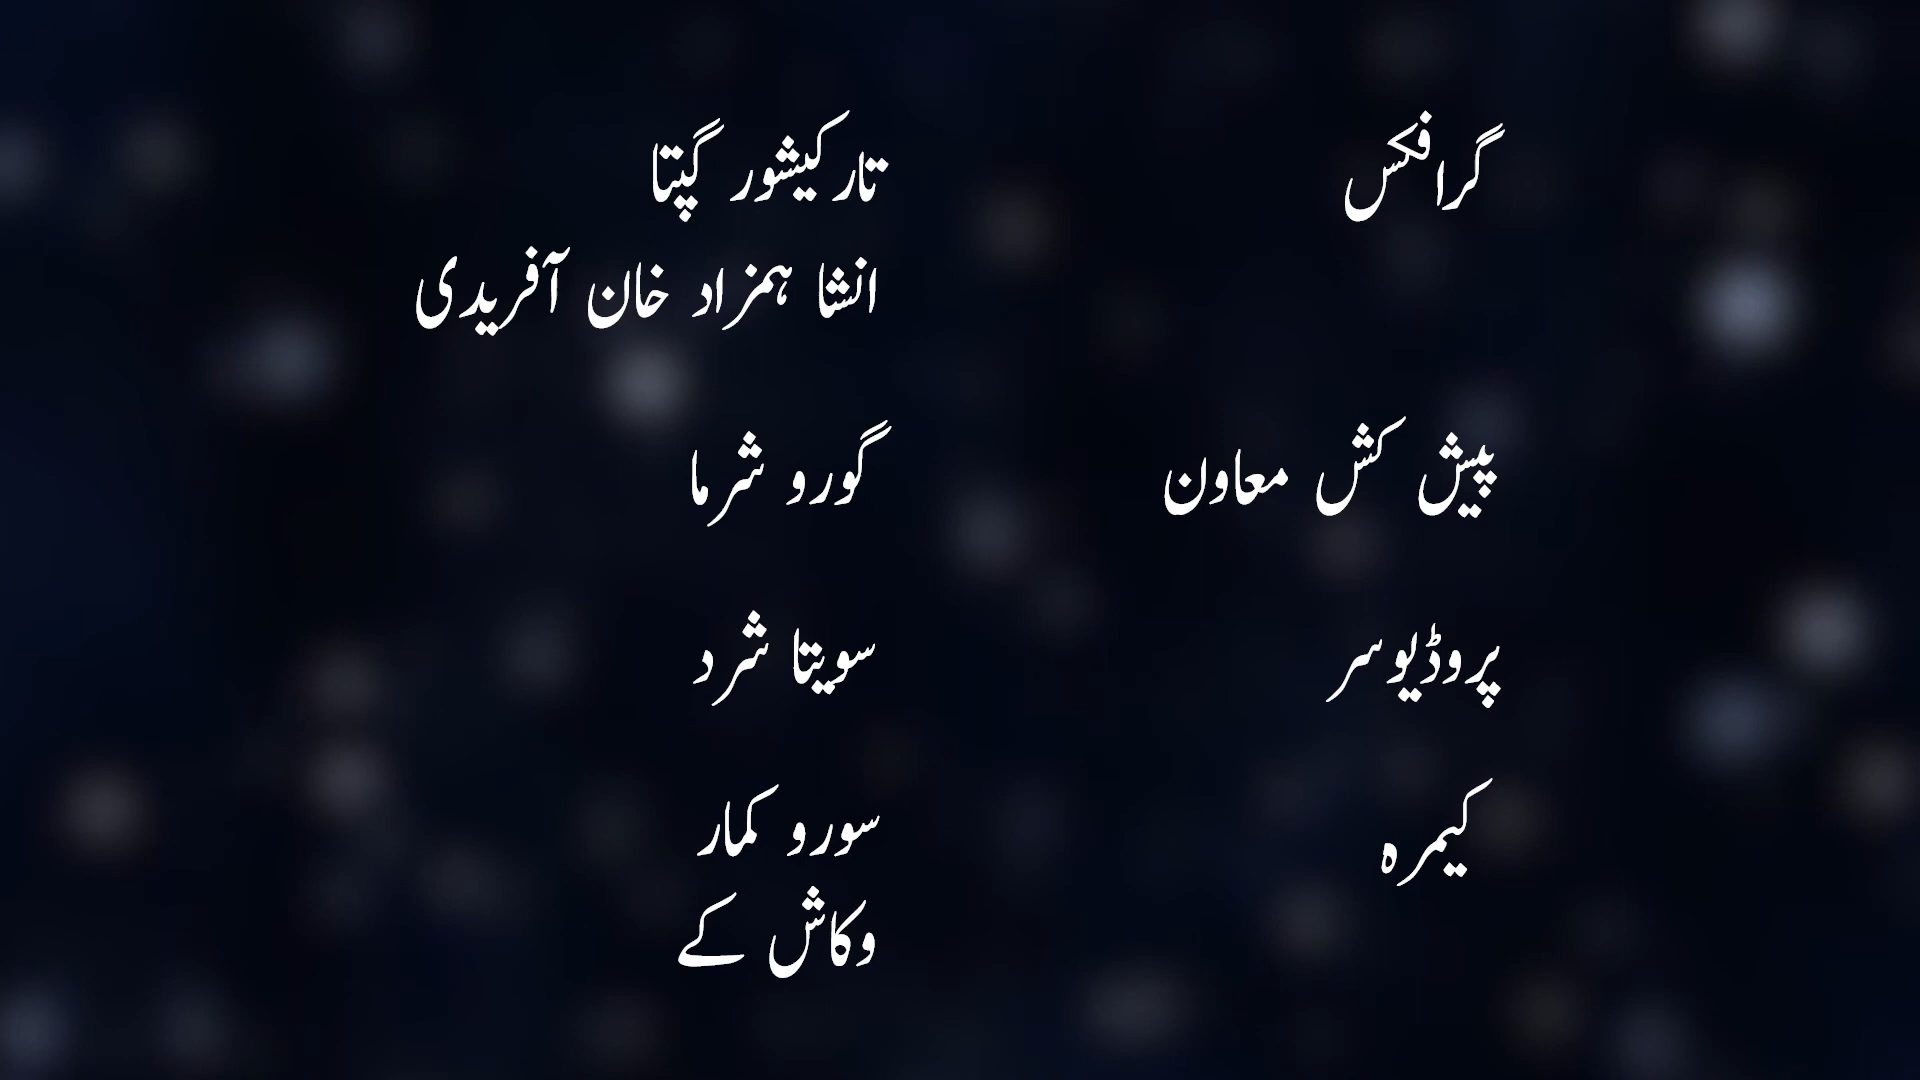 گرافکس
تارکیشور گپتا
انشا ہمزاد خان آفریدی
پیش کش معاون
گورو شرما
پروڈیوسر
سویتا شرد
کیمرہ
سورو کمار
وکاش کے